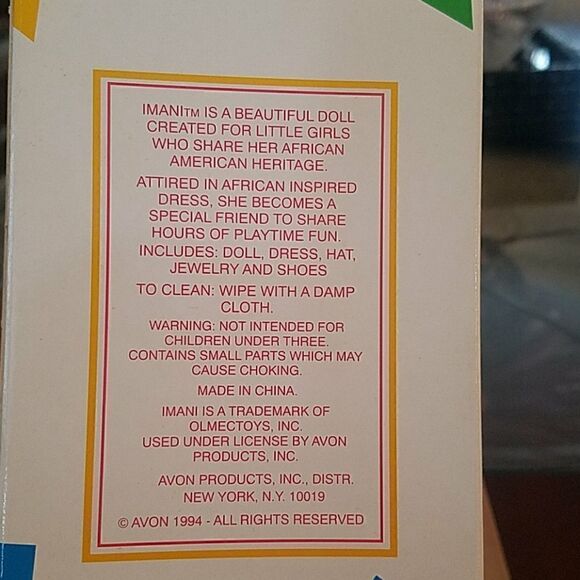 IMANI™ IS A BEAUTIFUL DOLL
CREATED FOR LITTLE GIRLS
WHO SHARE HER AFRICAN
AMERICAN HERITAGE.
ATTIRED IN AFRICAN INSPIRED
DRESS, SHE BECOMES A
SPECIAL FRIEND TO SHARE
HOURS OF PLAYTIME FUN.
INCLUDES: DOLL, DRESS, HAT,
JEWELRY AND SHOES
TO CLEAN: WIPE WITH A DAMP
CLOTH.
WARNING: NOT INTENDED FOR
CHILDREN UNDER THREE.
CONTAINS SMALL PARTS WHICH MAY
CAUSE CHOKING.
MADE IN CHINA.
IMANI IS A TRADEMARK OF
OLMECTOYS, INC.
USED UNDER LICENSE BY AVON
PRODUCTS, INC.
AVON PRODUCTS, INC., DISTR.
NEW YORK, N.Y. 10019
© AVON 1994 - ALL RIGHTS RESERVED